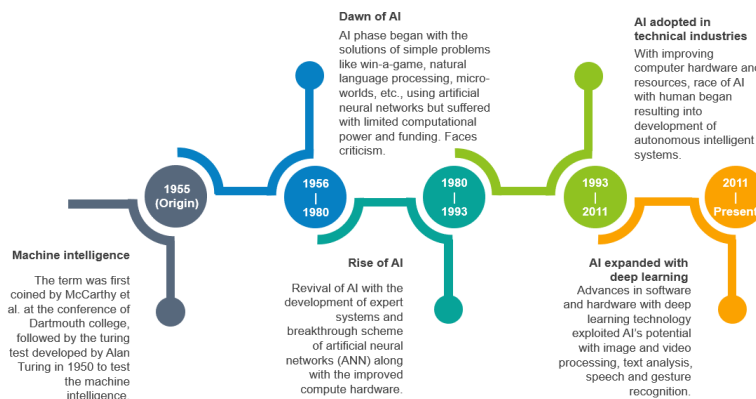 Dawn of AI
AI phase began with the
solutions of simple problems
like win-a-game, natural
language processing, micro-
worlds, etc., using artificial
neural networks but suffered
with limited computational
power and funding. Faces
criticism.
AI adopted in
technical industries
With improving
computer hardware and
resources, race of AI
with human began
resulting into
development of
autonomous intelligent
systems.
1955
(Origin)
1956
|
1980
1980
|
1993
1993
|
2011
2011
|
Present
Machine intelligence
The term was first
coined by McCarthy et
al. at the conference of
Dartmouth college,
followed by the turing
test developed by Alan
Turing in 1950 to test
the machine
intelligence.
Rise of AI
Revival of AI with the
development of expert
systems and
breakthrough scheme
of artificial neural
networks (ANN) along
with the improved
compute hardware.
AI expanded with
deep learning
Advances in software
and hardware with deep
learning technology
exploited AI's potential
with image and video
processing, text analysis,
speech and gesture
recognition.